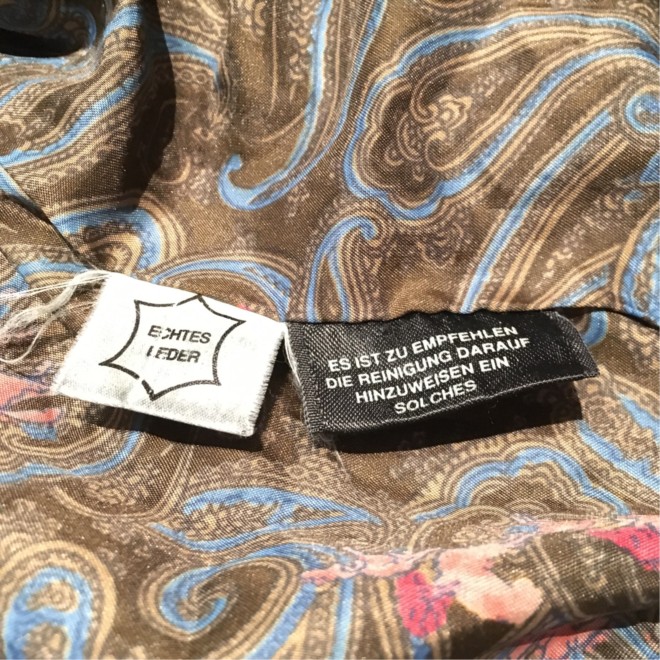 ECHTES
LEDER
ES IST ZU EMPFEHLEN
DIE REINIGUNG DARAUF
HINZUWEISEN EIN
SOLCHES